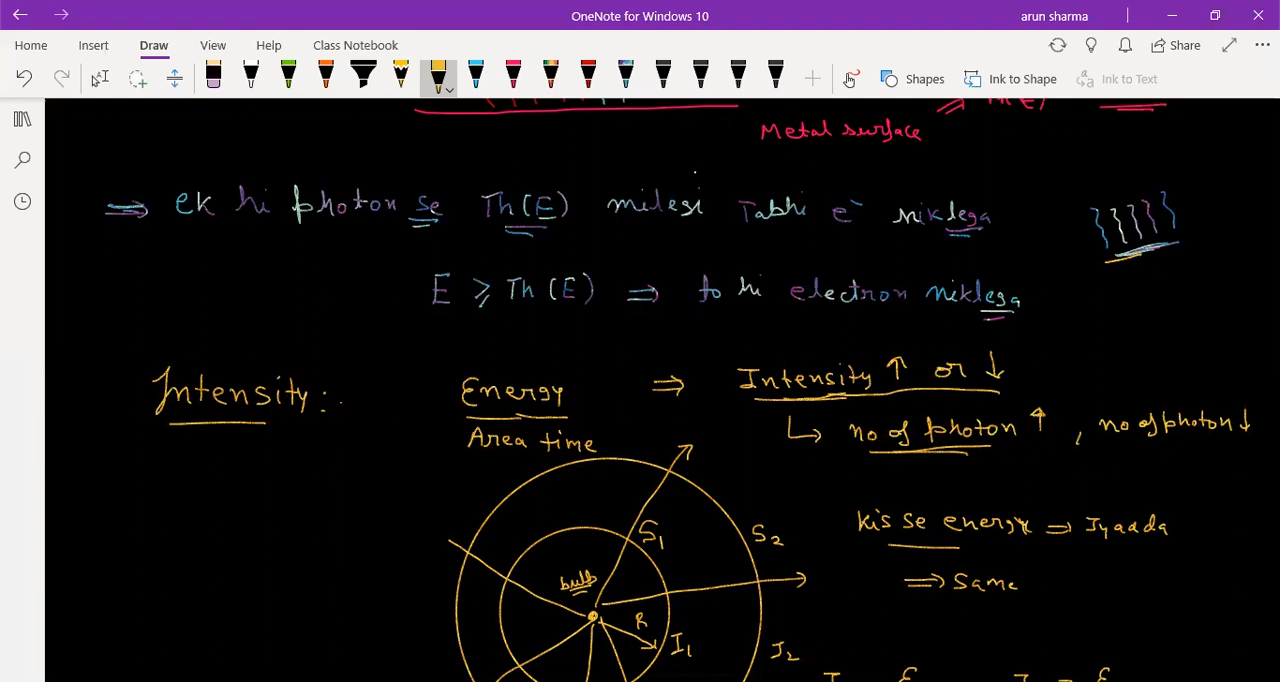 OneNote for Windows 10
arun sharma
Home Insert Draw View Help Class Notebook
Share
Shapes Ink to Shape Ink to Text
Metal surface
⇒ ek hi photon se Th(E) milegi Tabhi e⁻ niklega
E ≥ Th(E) ⇒ to hi electron niklega
Intensity: Energy / Area time ⇒ Intensity ↑ or ↓
↳ no of photon ↑, no of photon ↓
S₁ S₂
kis se energy ⇒ Jyaada
bulb
⇒ Same
R
I₁ I₂